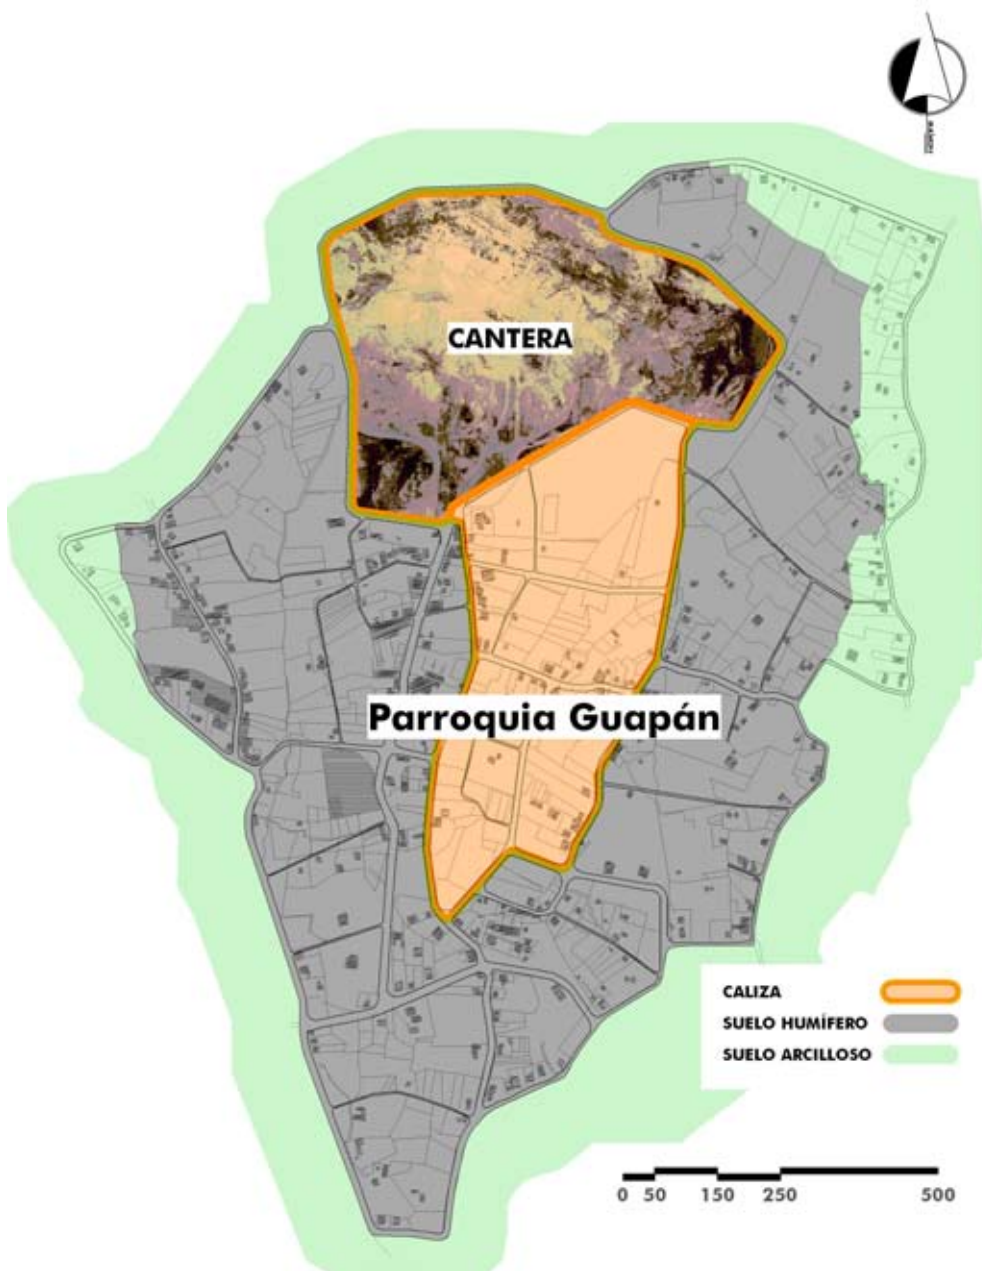 CANTERA
Parroquia Guapán
CALIZA
SUELO HUMÍFERO
SUELO ARCILLOSO
0 50 150 250 500